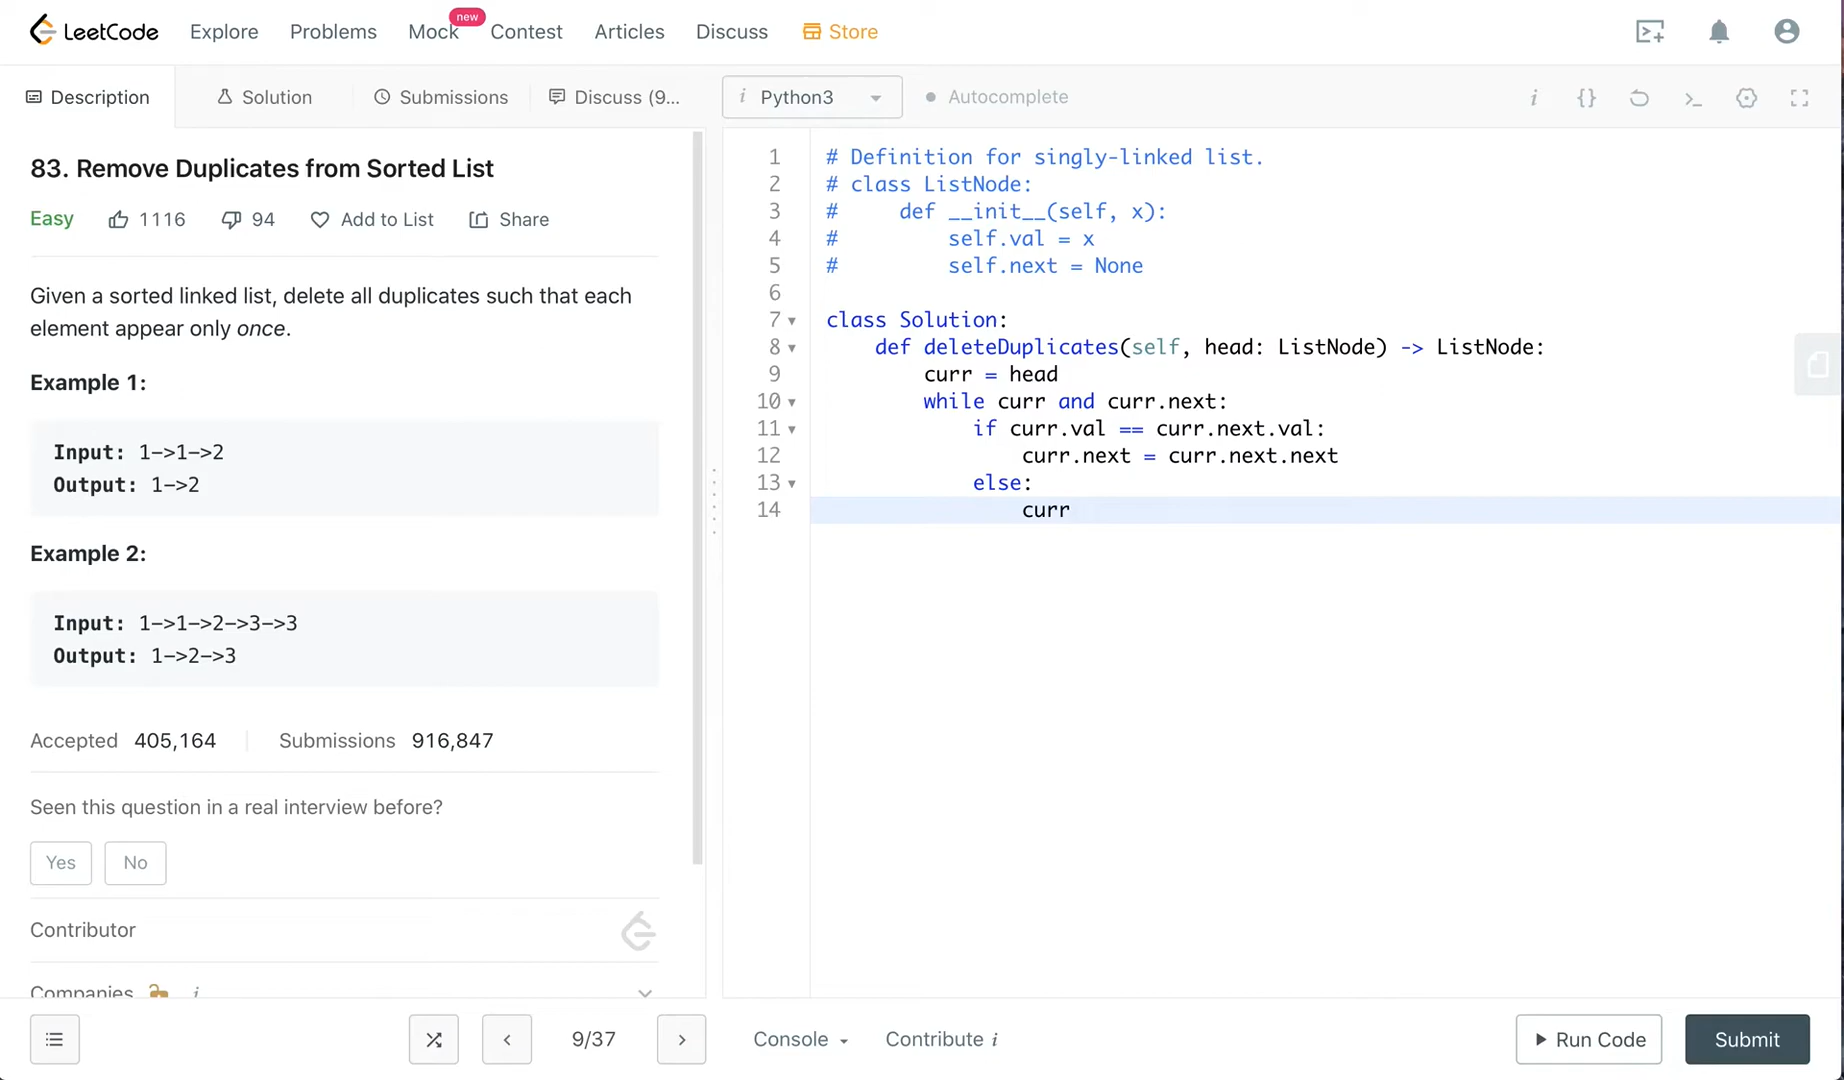 LeetCode Explore Problems Mock new Contest Articles Discuss Store
Description Solution Submissions Discuss (9...
i Python3 Autocomplete i {}
83. Remove Duplicates from Sorted List
Easy 1116 94 Add to List Share
Given a sorted linked list, delete all duplicates such that each
element appear only once.
Example 1:
Input: 1->1->2
Output: 1->2
Example 2:
Input: 1->1->2->3->3
Output: 1->2->3
Accepted 405,164 Submissions 916,847
Seen this question in a real interview before?
Yes No
Contributor
Companies i
9/37
1 # Definition for singly-linked list.
2 # class ListNode:
3 #     def __init__(self, x):
4 #         self.val = x
5 #         self.next = None
6
7 class Solution:
8     def deleteDuplicates(self, head: ListNode) -> ListNode:
9         curr = head
10         while curr and curr.next:
11             if curr.val == curr.next.val:
12                 curr.next = curr.next.next
13             else:
14                 curr
Console Contribute i Run Code Submit